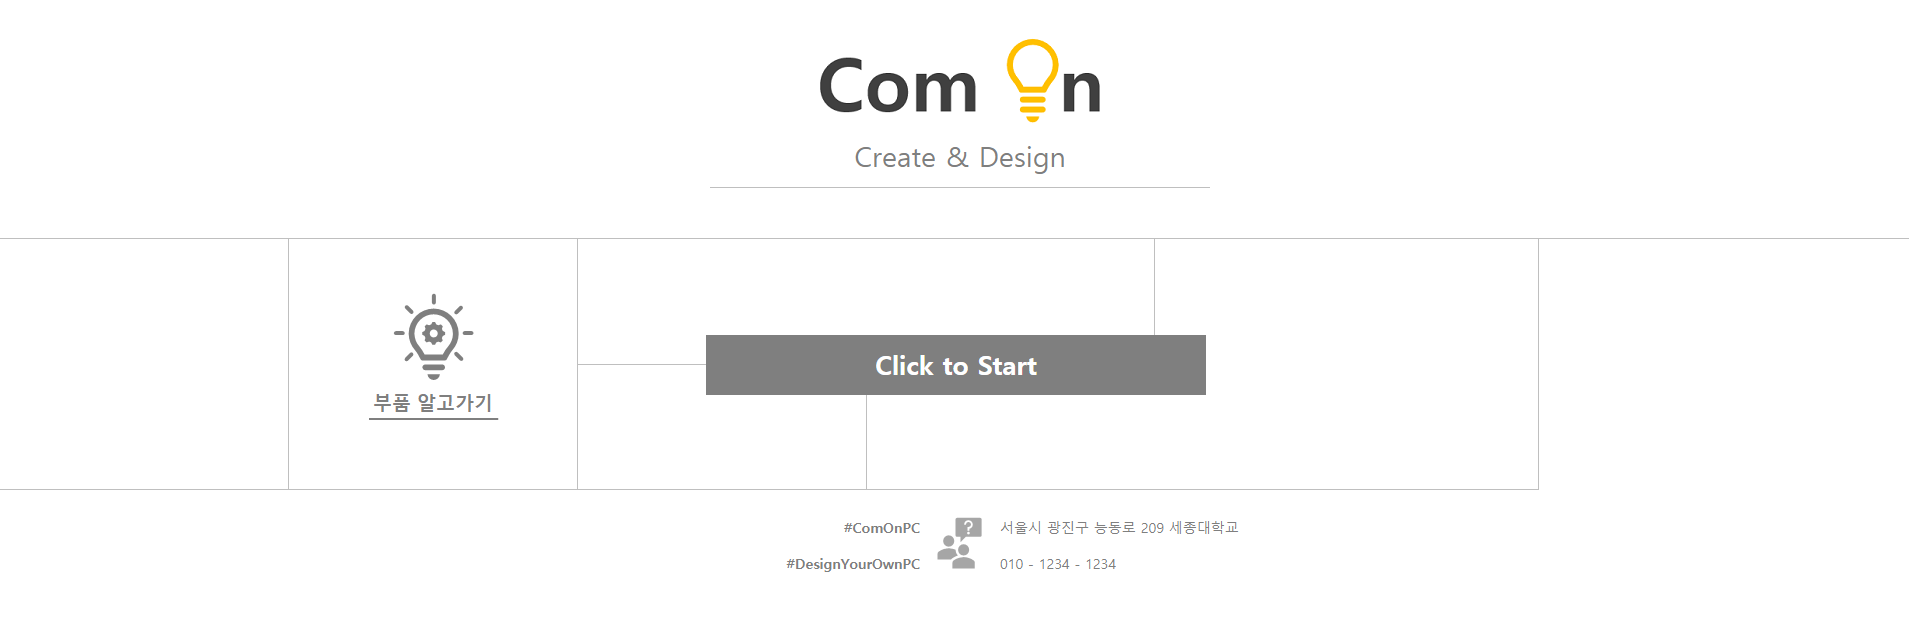 Com On
Create & Design
부품 알고가기
Click to Start
#ComOnPC
서울시 광진구 능동로 209 세종대학교
#DesignYourOwnPC
010 - 1234 - 1234